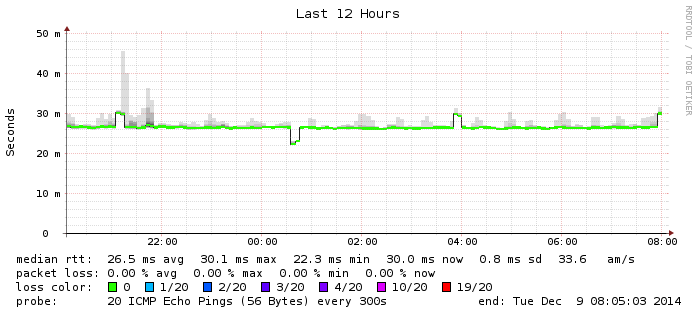 Last 12 Hours
RRDTOOL / TOBI OETIKER
Seconds
50 m
40 m
30 m
20 m
10 m
0
22:00 00:00 02:00 04:00 06:00 08:00
median rtt: 26.5 ms avg 30.1 ms max 22.3 ms min 30.0 ms now 0.8 ms sd 33.6 am/s
packet loss: 0.00 % avg 0.00 % max 0.00 % min 0.00 % now
loss color: 0 1/20 2/20 3/20 4/20 10/20 19/20
probe: 20 ICMP Echo Pings (56 Bytes) every 300s end: Tue Dec 9 08:05:03 2014